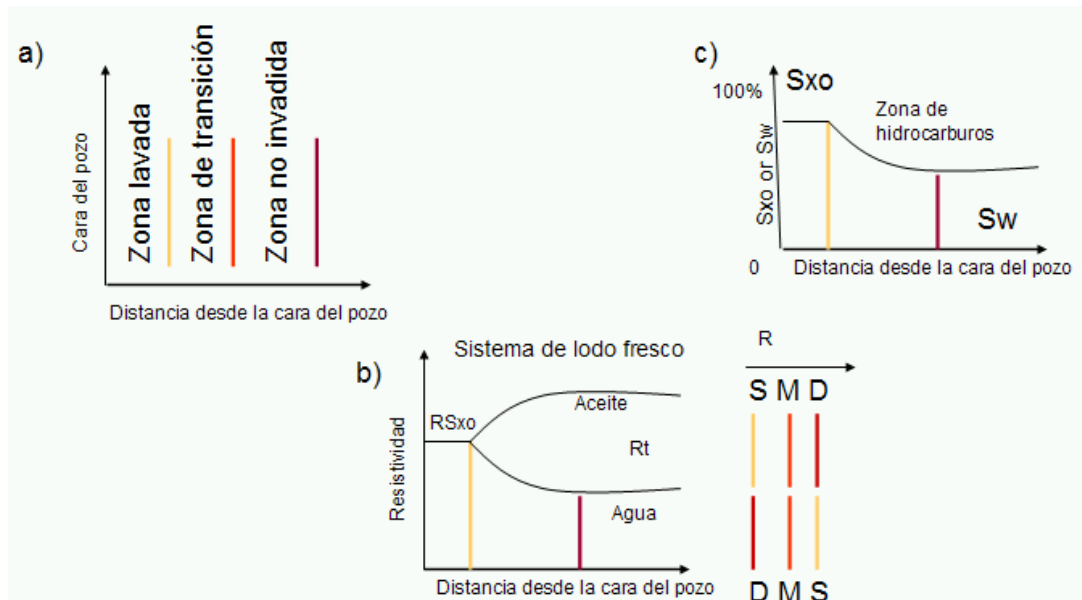 a)
Cara del pozo
Zona lavada
Zona de transición
Zona no invadida
Distancia desde la cara del pozo
c)
100%
Sxo
Sxo or Sw
Zona de
hidrocarburos
Sw
0
Distancia desde la cara del pozo
b)
Sistema de lodo fresco
Resistividad
RSxo
Aceite
Rt
Agua
Distancia desde la cara del pozo
R
S M D
D M S